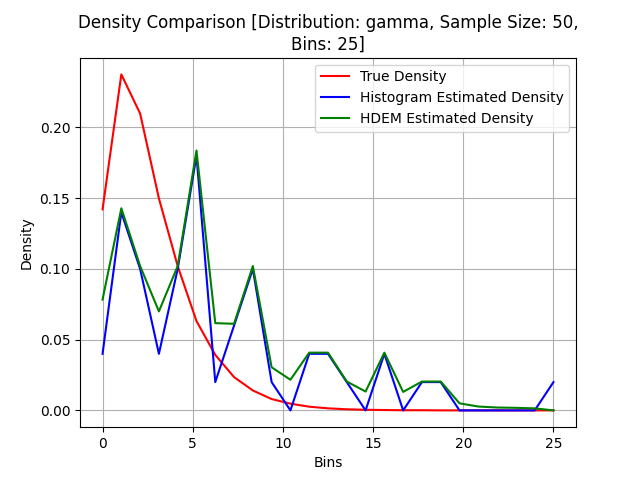 Density Comparison [Distribution: gamma, Sample Size: 50,
Bins: 25]
True Density
Histogram Estimated Density
HDEM Estimated Density
Density
0.20
0.15
0.10
0.05
0.00
0 5 10 15 20 25
Bins